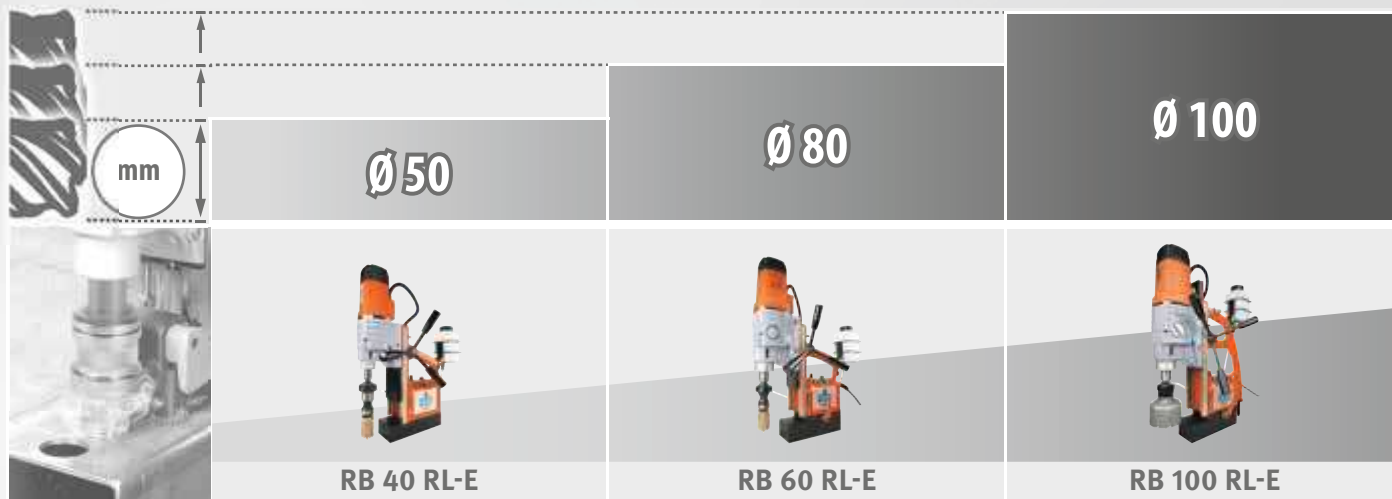 mm
Ø 50
Ø 80
Ø 100
RB 40 RL-E
RB 60 RL-E
RB 100 RL-E